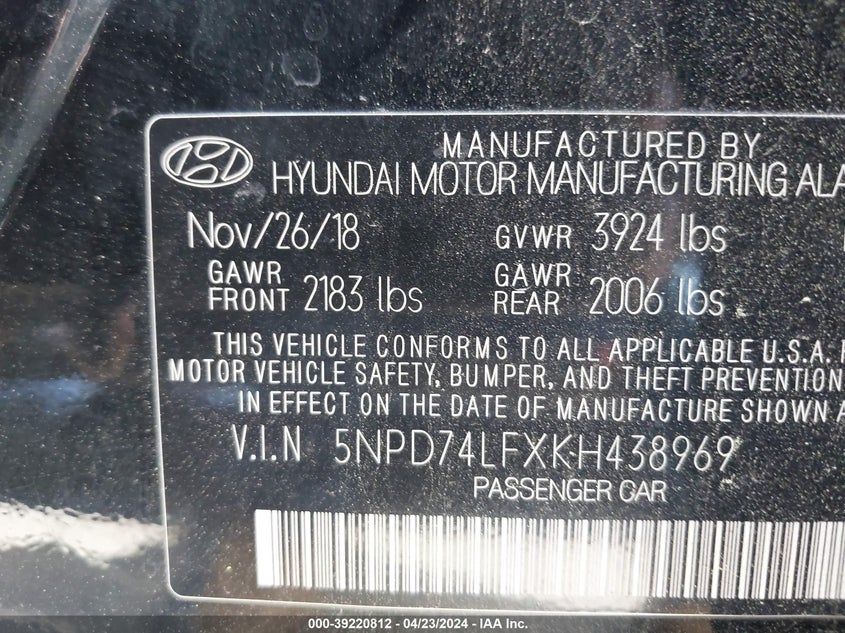 MANUFACTURED BY
HYUNDAI MOTOR MANUFACTURING ALA
Nov/26/18 GVWR 3924 lbs
GAWR FRONT 2183 lbs GAWR REAR 2006 lbs
THIS VEHICLE CONFORMS TO ALL APPLICABLE U.S.A.
MOTOR VEHICLE SAFETY, BUMPER, AND THEFT PREVENTION
IN EFFECT ON THE DATE OF MANUFACTURE SHOWN
V.I.N 5NPD74LFXKH438969
PASSENGER CAR
000-39220812 - 04/23/2024 - IAA Inc.